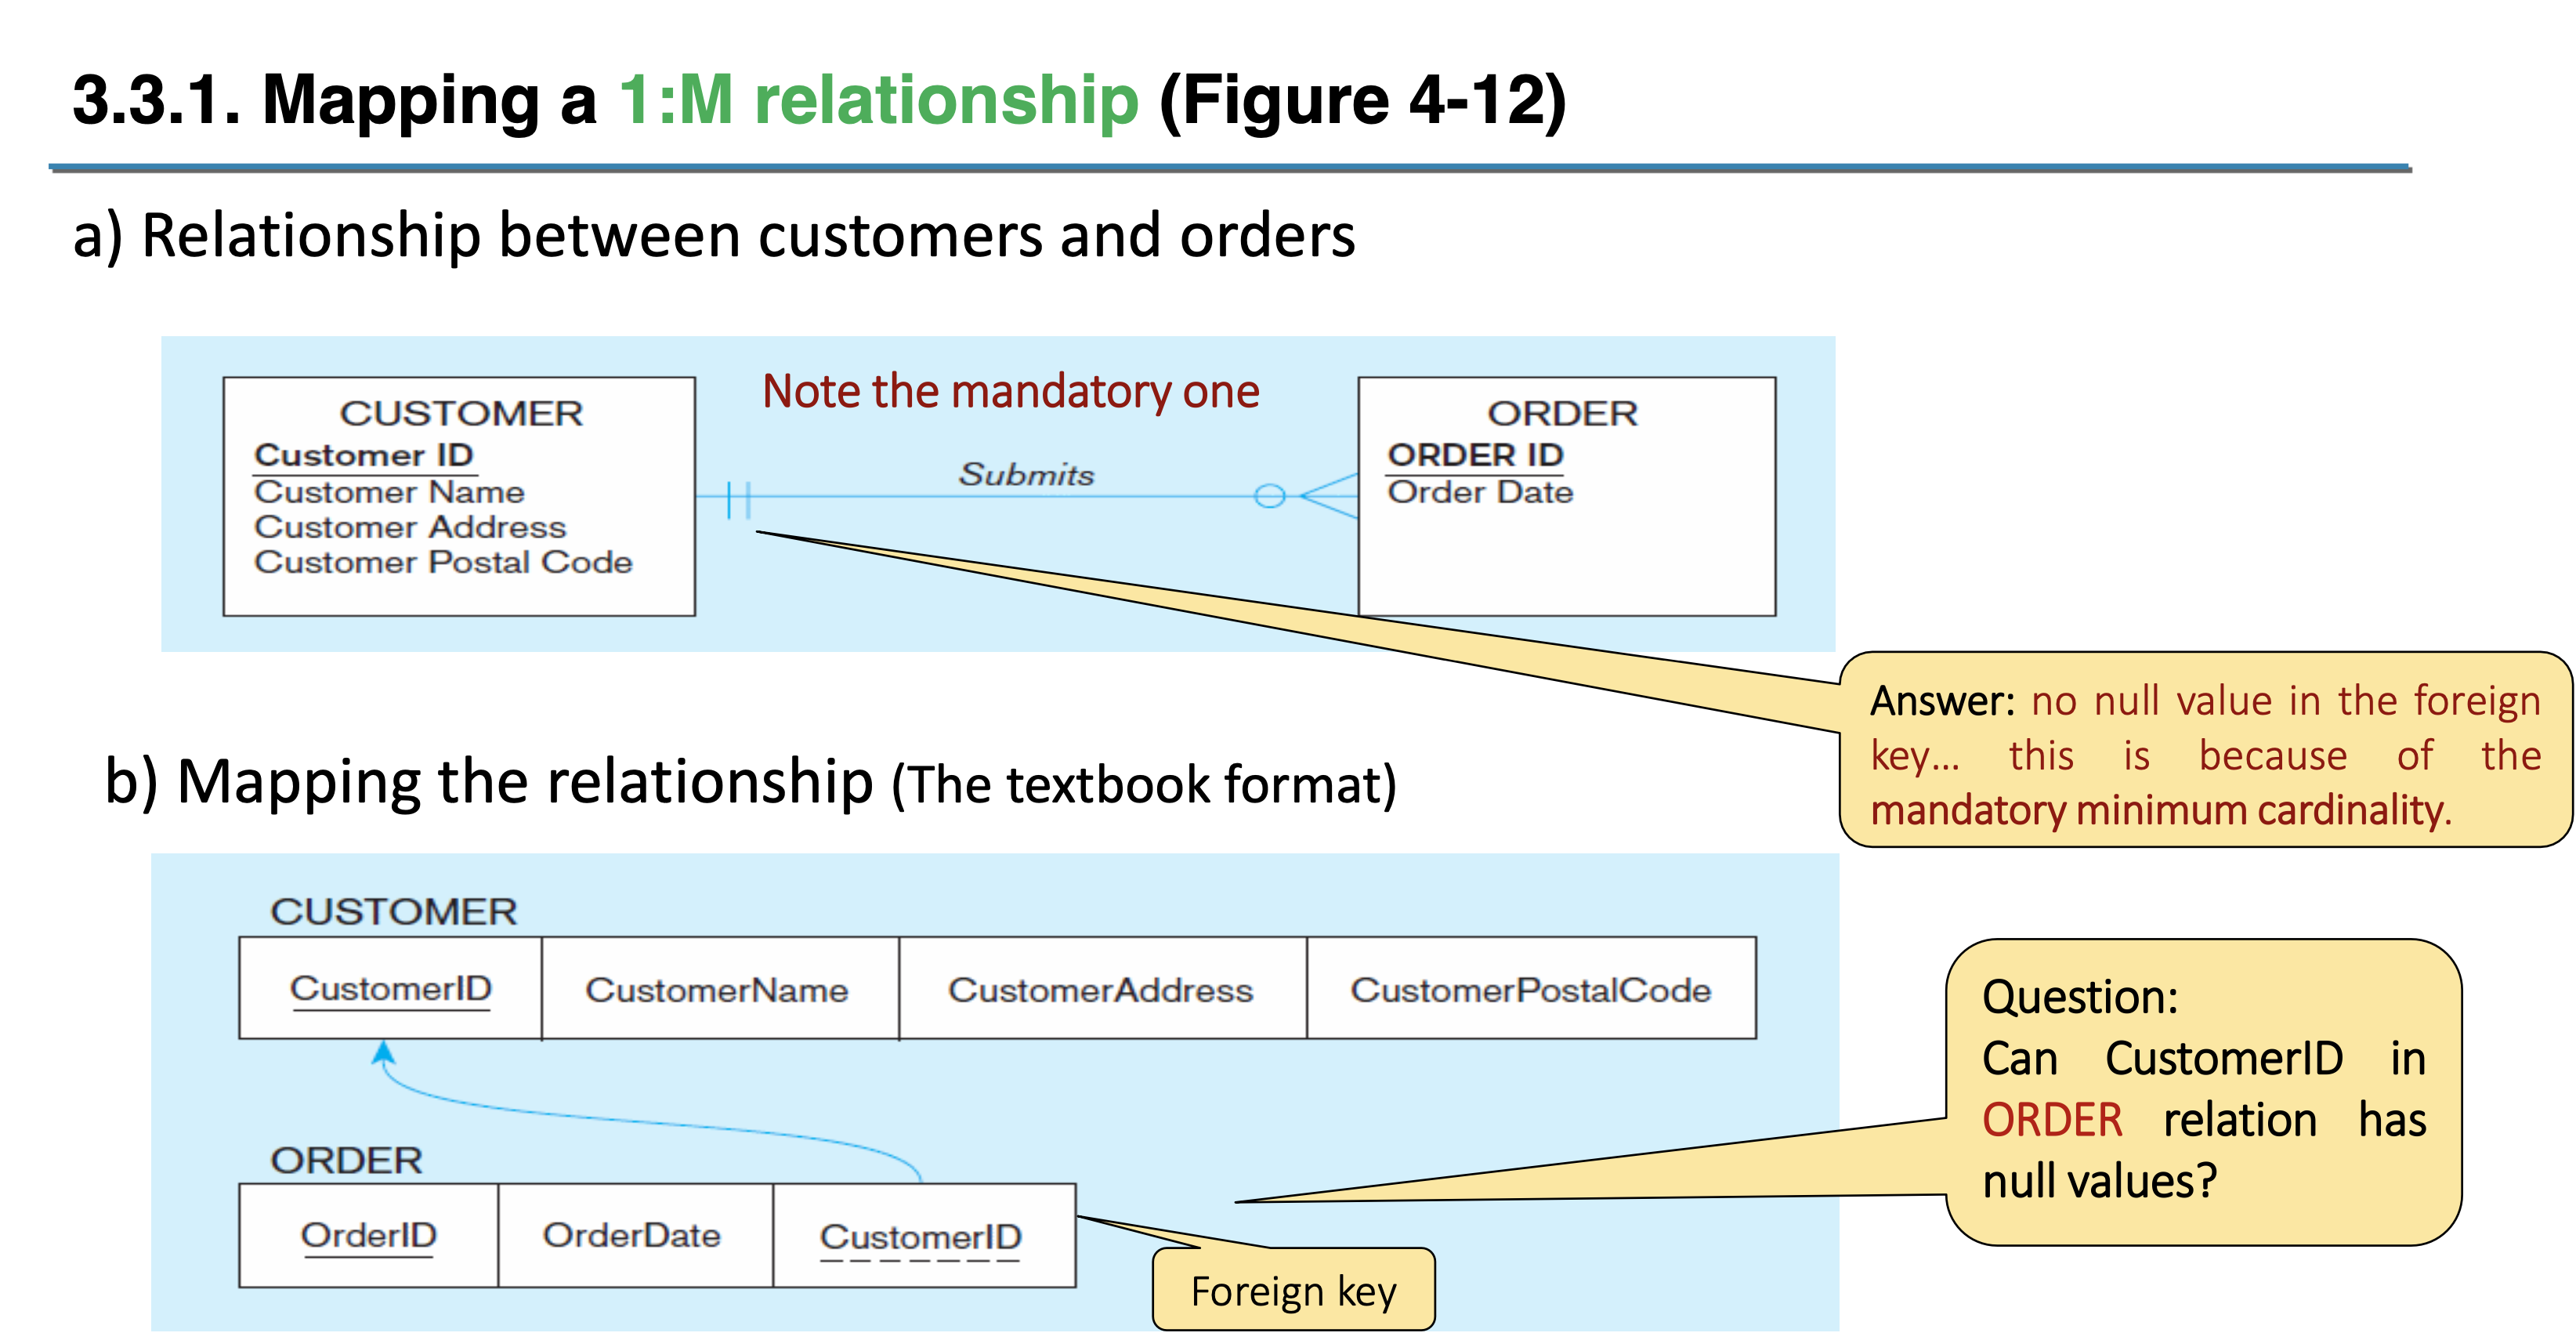 3.3.1. Mapping a 1:M relationship (Figure 4-12)
a) Relationship between customers and orders
Note the mandatory one
CUSTOMER
Customer ID
Customer Name
Customer Address
Customer Postal Code
Submits
ORDER
ORDER ID
Order Date
Answer: no null value in the foreign
key... this is because of the
mandatory minimum cardinality.
b) Mapping the relationship (The textbook format)
CUSTOMER
CustomerID
CustomerName
CustomerAddress
CustomerPostalCode
Question:
Can CustomerID in
ORDER relation has
null values?
ORDER
OrderID
OrderDate
CustomerID
Foreign key